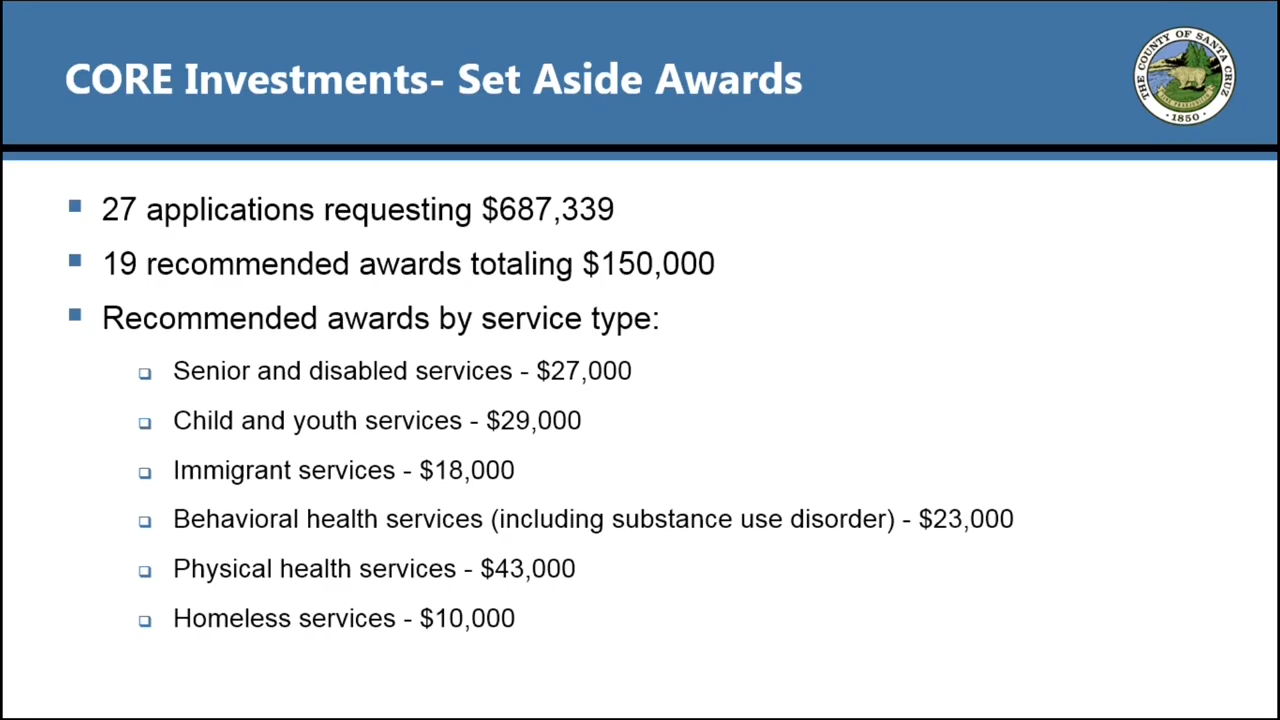 CORE Investments- Set Aside Awards
THE COUNTY OF SANTA CRUZ
1850
27 applications requesting $687,339
19 recommended awards totaling $150,000
Recommended awards by service type:
Senior and disabled services - $27,000
Child and youth services - $29,000
Immigrant services - $18,000
Behavioral health services (including substance use disorder) - $23,000
Physical health services - $43,000
Homeless services - $10,000